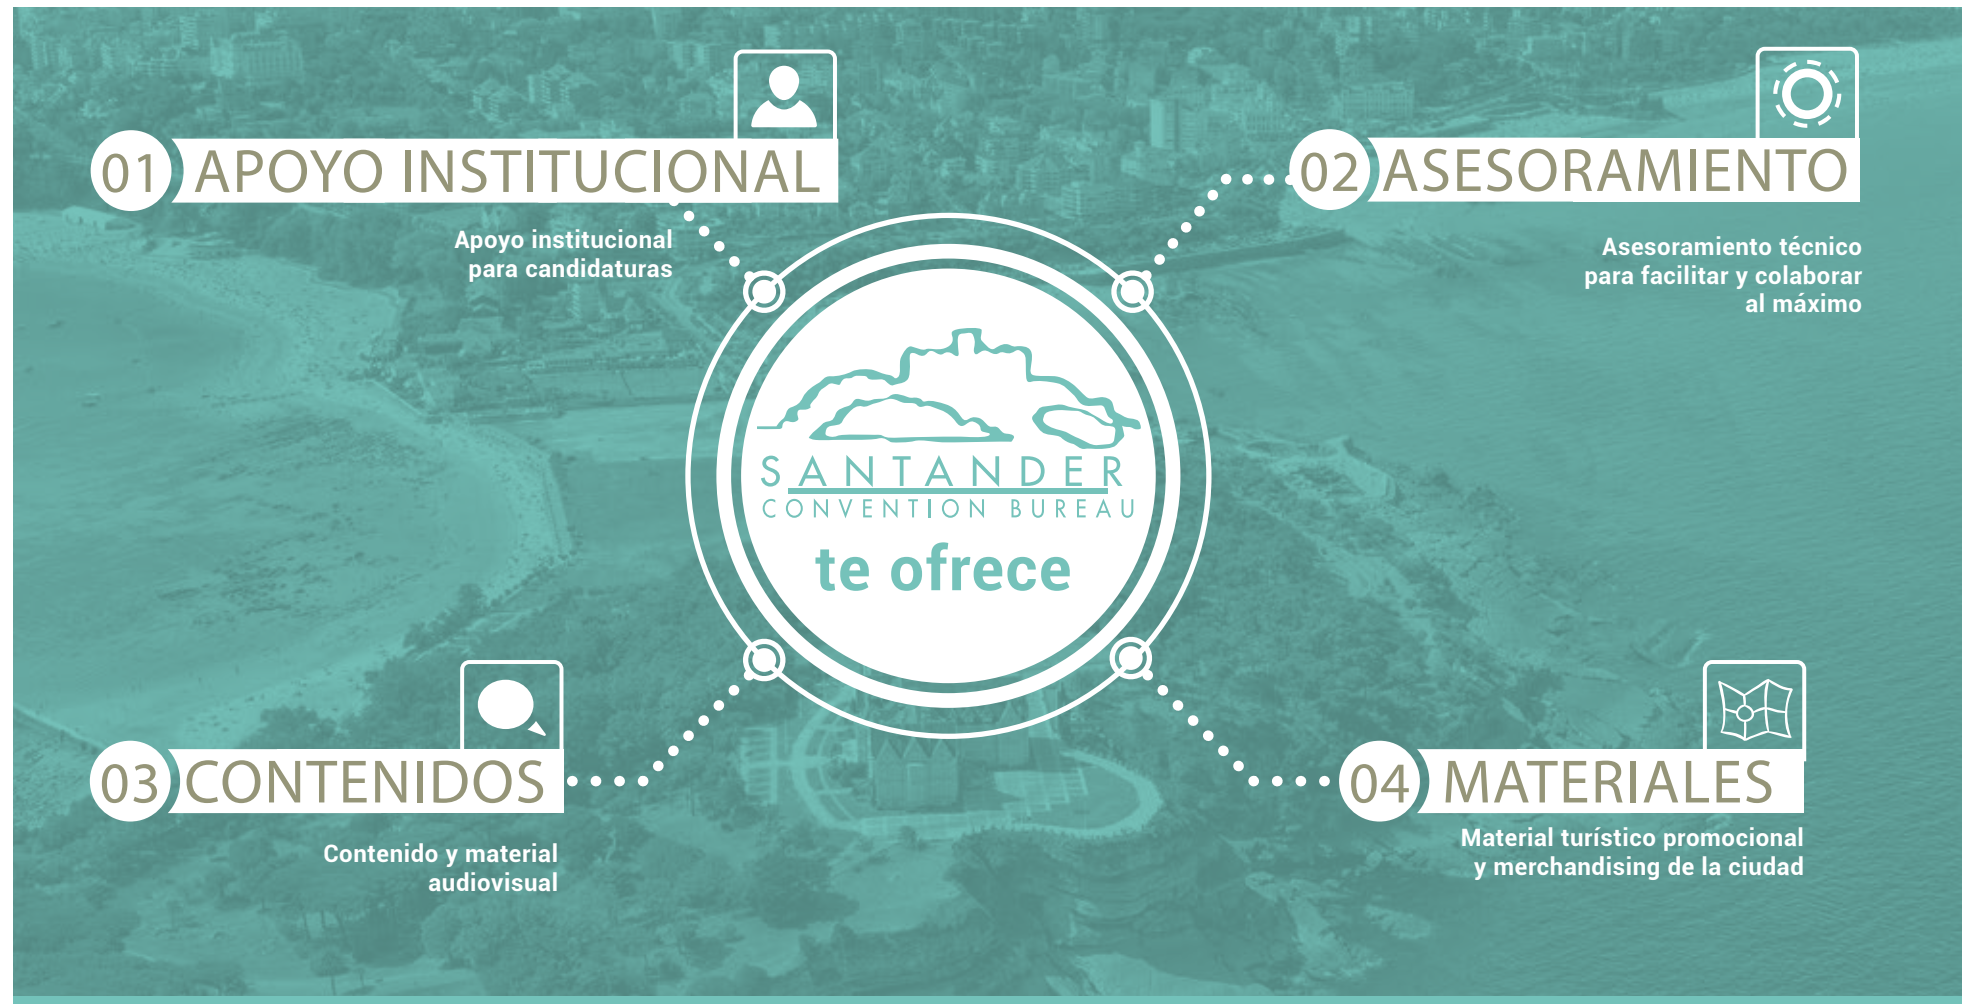 01 APOYO INSTITUCIONAL
Apoyo institucional
para candidaturas
02 ASESORAMIENTO
Asesoramiento técnico
para facilitar y colaborar
al máximo
SANTANDER
CONVENTION BUREAU
te ofrece
03 CONTENIDOS
Contenido y material
audiovisual
04 MATERIALES
Material turístico promocional
y merchandising de la ciudad